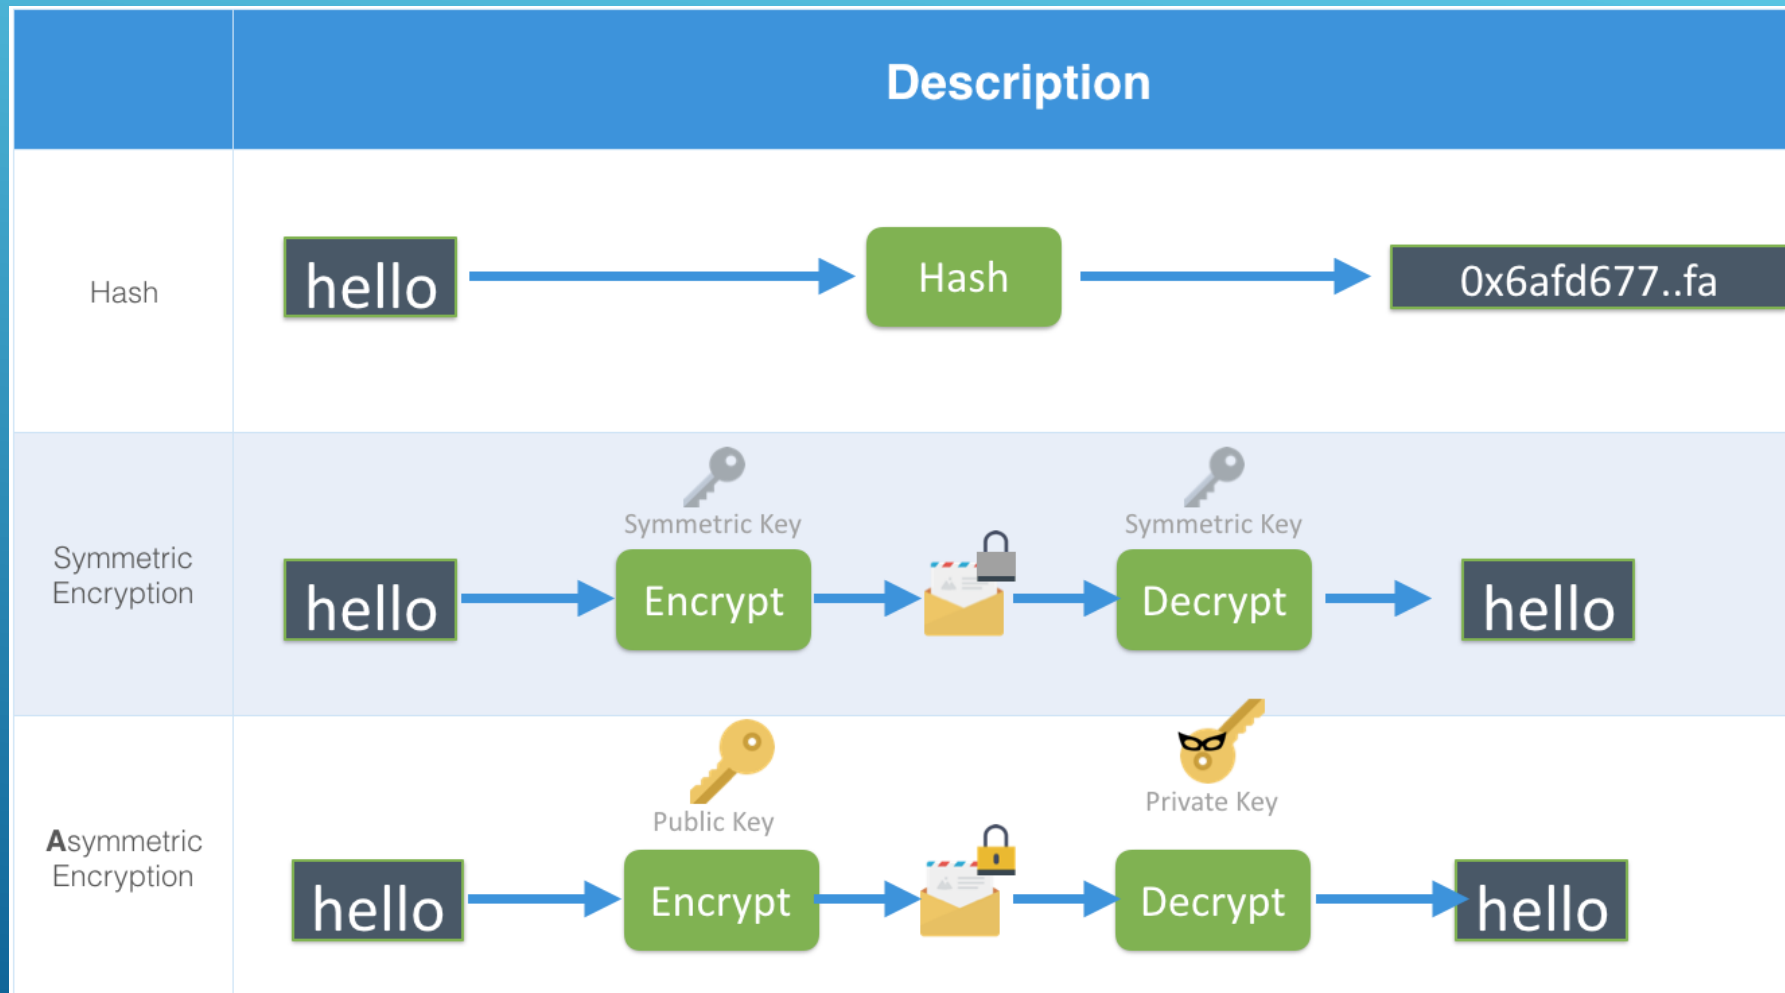 Description
Hash
hello
Hash
0x6afd677..fa
Symmetric
Encryption
hello
Symmetric Key
Encrypt
Symmetric Key
Decrypt
hello
Asymmetric
Encryption
hello
Public Key
Encrypt
Private Key
Decrypt
hello